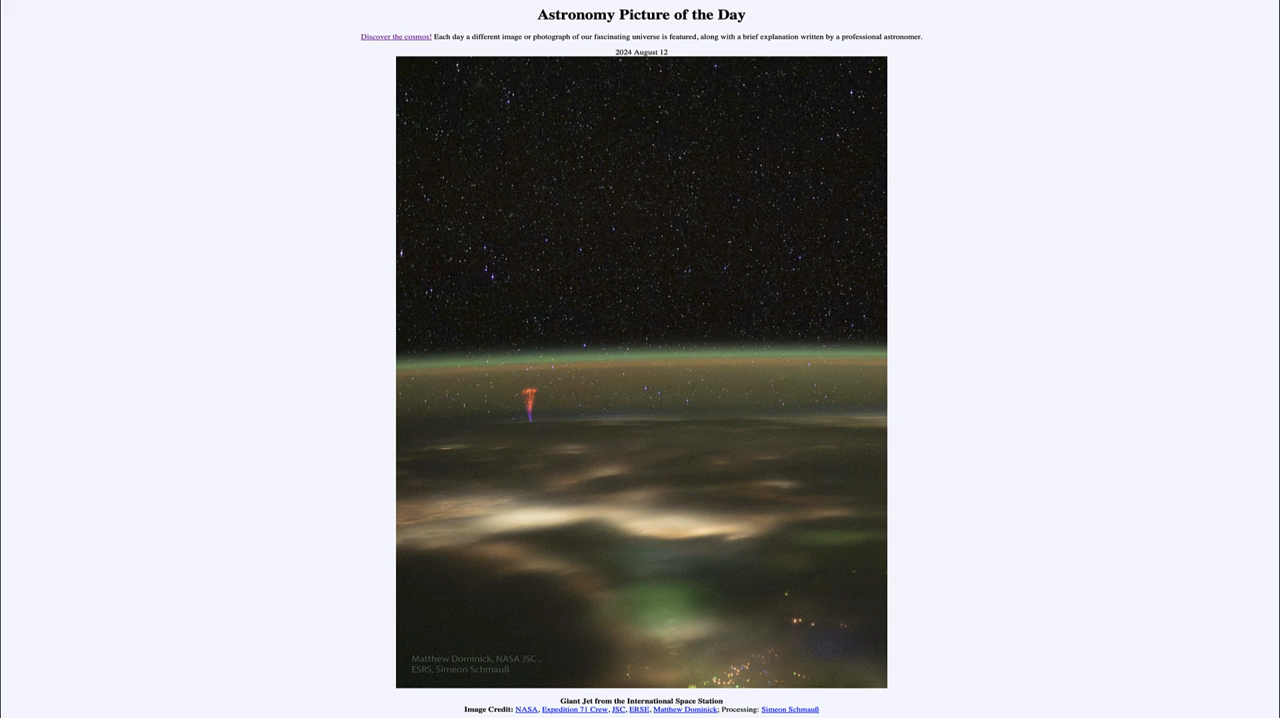 Astronomy Picture of the Day
Discover the cosmos! Each day a different image or photograph of our fascinating universe is featured, along with a brief explanation written by a professional astronomer.
2024 August 12
Matthew Dominick, NASA JSC ,
ESRS, Simeon Schmauß
Giant Jet from the International Space Station
Image Credit: NASA, Expedition 71 Crew, JSC, ERSE, Matthew Dominick; Processing: Simeon Schmauß